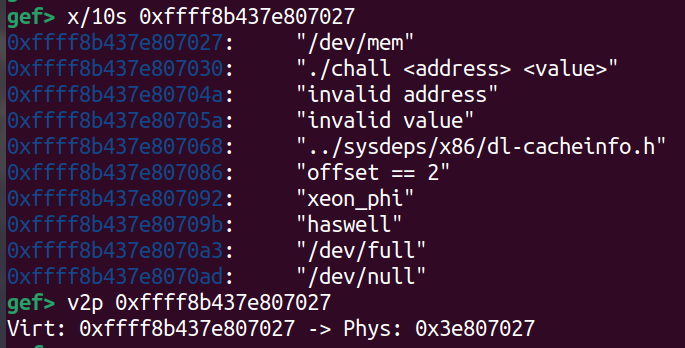 gef> x/10s 0xffff8b437e807027
0xffff8b437e807027: "/dev/mem"
0xffff8b437e807030: "./chall <address> <value>"
0xffff8b437e80704a: "invalid address"
0xffff8b437e80705a: "invalid value"
0xffff8b437e807068: "../sysdeps/x86/dl-cacheinfo.h"
0xffff8b437e807086: "offset == 2"
0xffff8b437e807092: "xeon_phi"
0xffff8b437e80709b: "haswell"
0xffff8b437e8070a3: "/dev/full"
0xffff8b437e8070ad: "/dev/null"
gef> v2p 0xffff8b437e807027
Virt: 0xffff8b437e807027 -> Phys: 0x3e807027